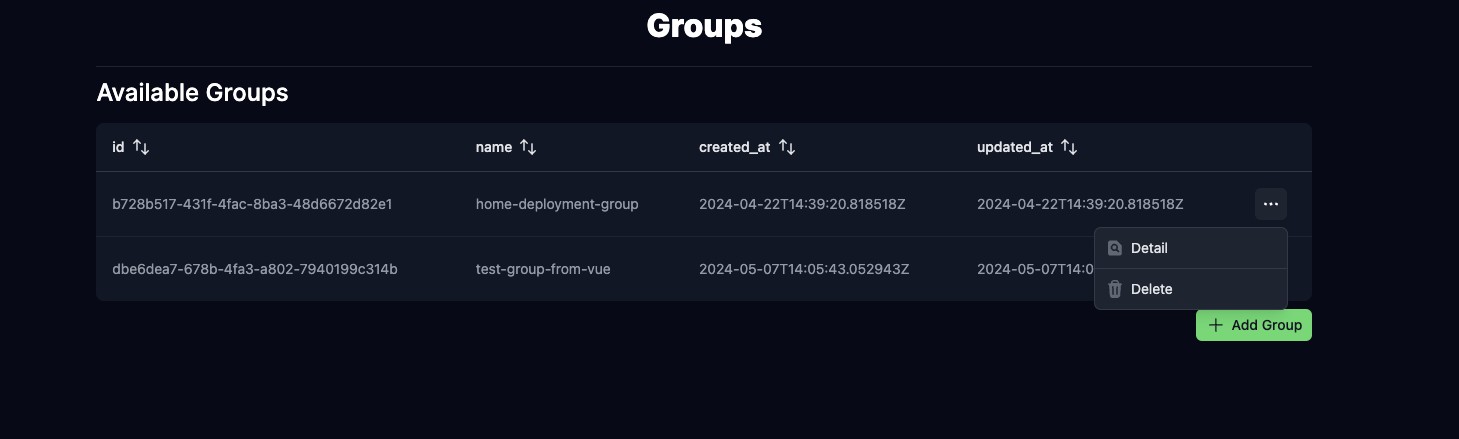 Groups
Available Groups
id name created_at updated_at
b728b517-431f-4fac-8ba3-48d6672d82e1 home-deployment-group 2024-04-22T14:39:20.818518Z 2024-04-22T14:39:20.818518Z
Detail
dbe6dea7-678b-4fa3-a802-7940199c314b test-group-from-vue 2024-05-07T14:05:43.052943Z 2024-05-07T14:0
Delete
Add Group